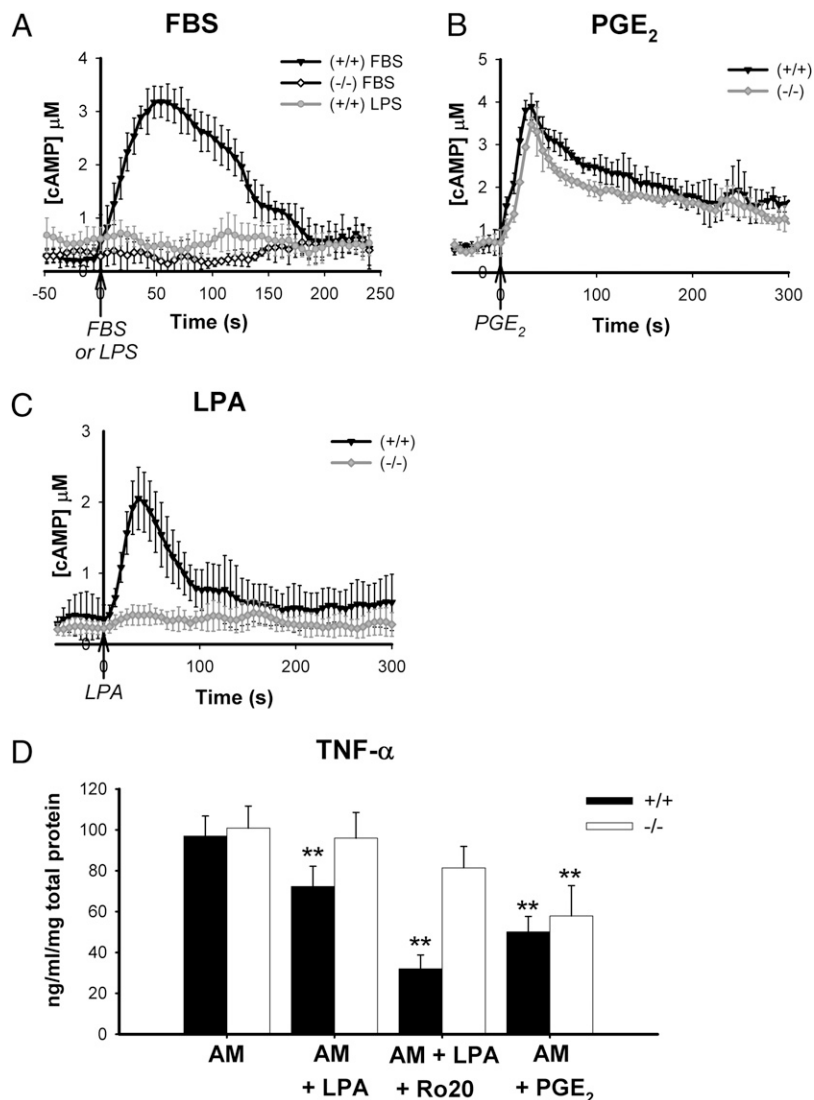 A
FBS
(+/+) FBS
(-/-) FBS
(+/+) LPS
[cAMP] μM
4
3
2
1
0
-50 0 50 100 150 200 250
Time (s)
FBS
or LPS
B
PGE₂
(+/+)
(-/-)
[cAMP] μM
5
4
3
2
1
0
0 100 200 300
Time (s)
PGE₂
C
LPA
(+/+)
(-/-)
[cAMP] μM
3
2
1
0
0 100 200 300
Time (s)
LPA
D
TNF-α
+/+
-/-
ng/ml/mg total protein
120
100
80
60
40
20
0
** ** ** **
AM AM AM + LPA AM
+ LPA + Ro20 + PGE₂